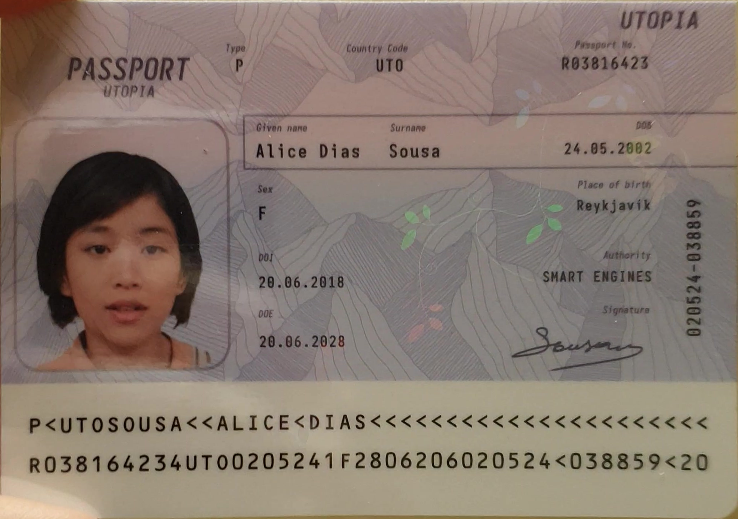 UTOPIA
Type Country Code Passport No.
PASSPORT P UTO R03816423
UTOPIA
Given name Surname DOB
Alice Dias Sousa 24.05.2002
Sex Place of birth
F Reykjavik
DOI Authority
20.06.2018 SMART ENGINES
DOE Signature
20.06.2028 Sousa
020524-038859
P<UTOSOUSA<<ALICE<DIAS<<<<<<<<<<<<<<<<<<<<<<
R038164234UTO0205241F2806206020524<038859<20